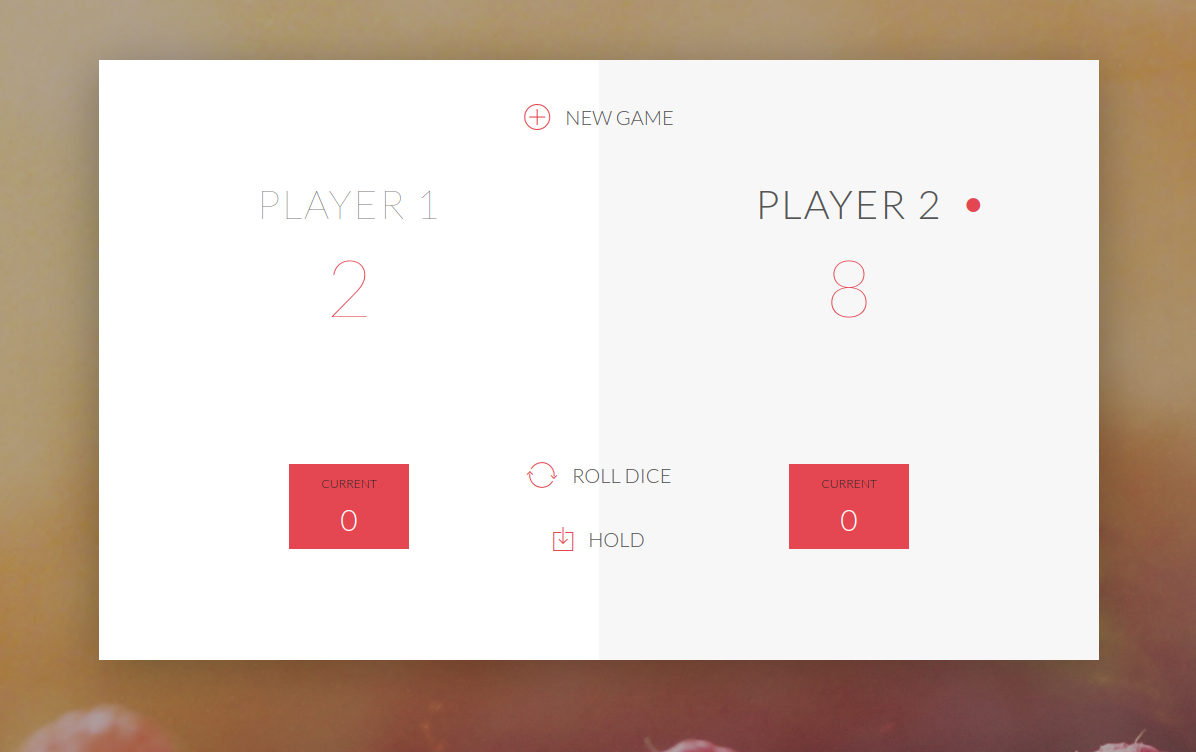 NEW GAME
PLAYER 1
2
PLAYER 2
8
CURRENT
0
ROLL DICE
HOLD
CURRENT
0